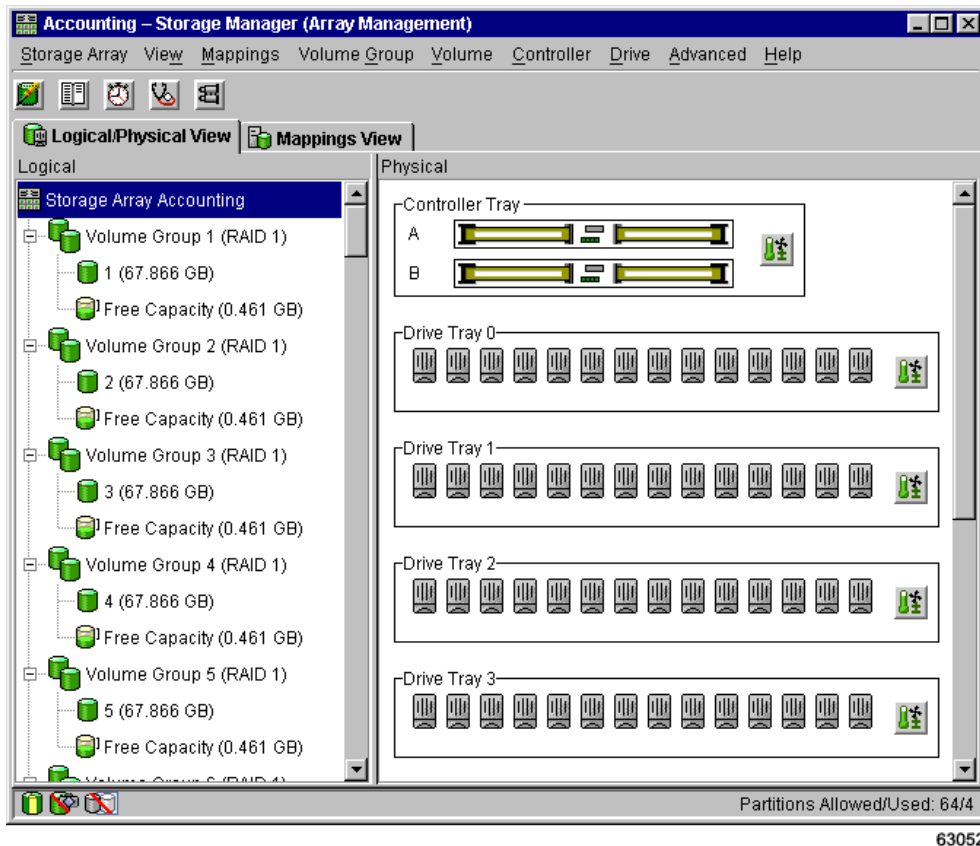 Accounting – Storage Manager (Array Management)
Storage Array View Mappings Volume Group Volume Controller Drive Advanced Help
Logical/Physical View Mappings View
Logical
Storage Array Accounting
Volume Group 1 (RAID 1)
1 (67.866 GB)
Free Capacity (0.461 GB)
Volume Group 2 (RAID 1)
2 (67.866 GB)
Free Capacity (0.461 GB)
Volume Group 3 (RAID 1)
3 (67.866 GB)
Free Capacity (0.461 GB)
Volume Group 4 (RAID 1)
4 (67.866 GB)
Free Capacity (0.461 GB)
Volume Group 5 (RAID 1)
5 (67.866 GB)
Free Capacity (0.461 GB)
Volume Group 6 (RAID 1)
Physical
Controller Tray
A
B
Drive Tray 0
Drive Tray 1
Drive Tray 2
Drive Tray 3
Partitions Allowed/Used: 64/4
63052